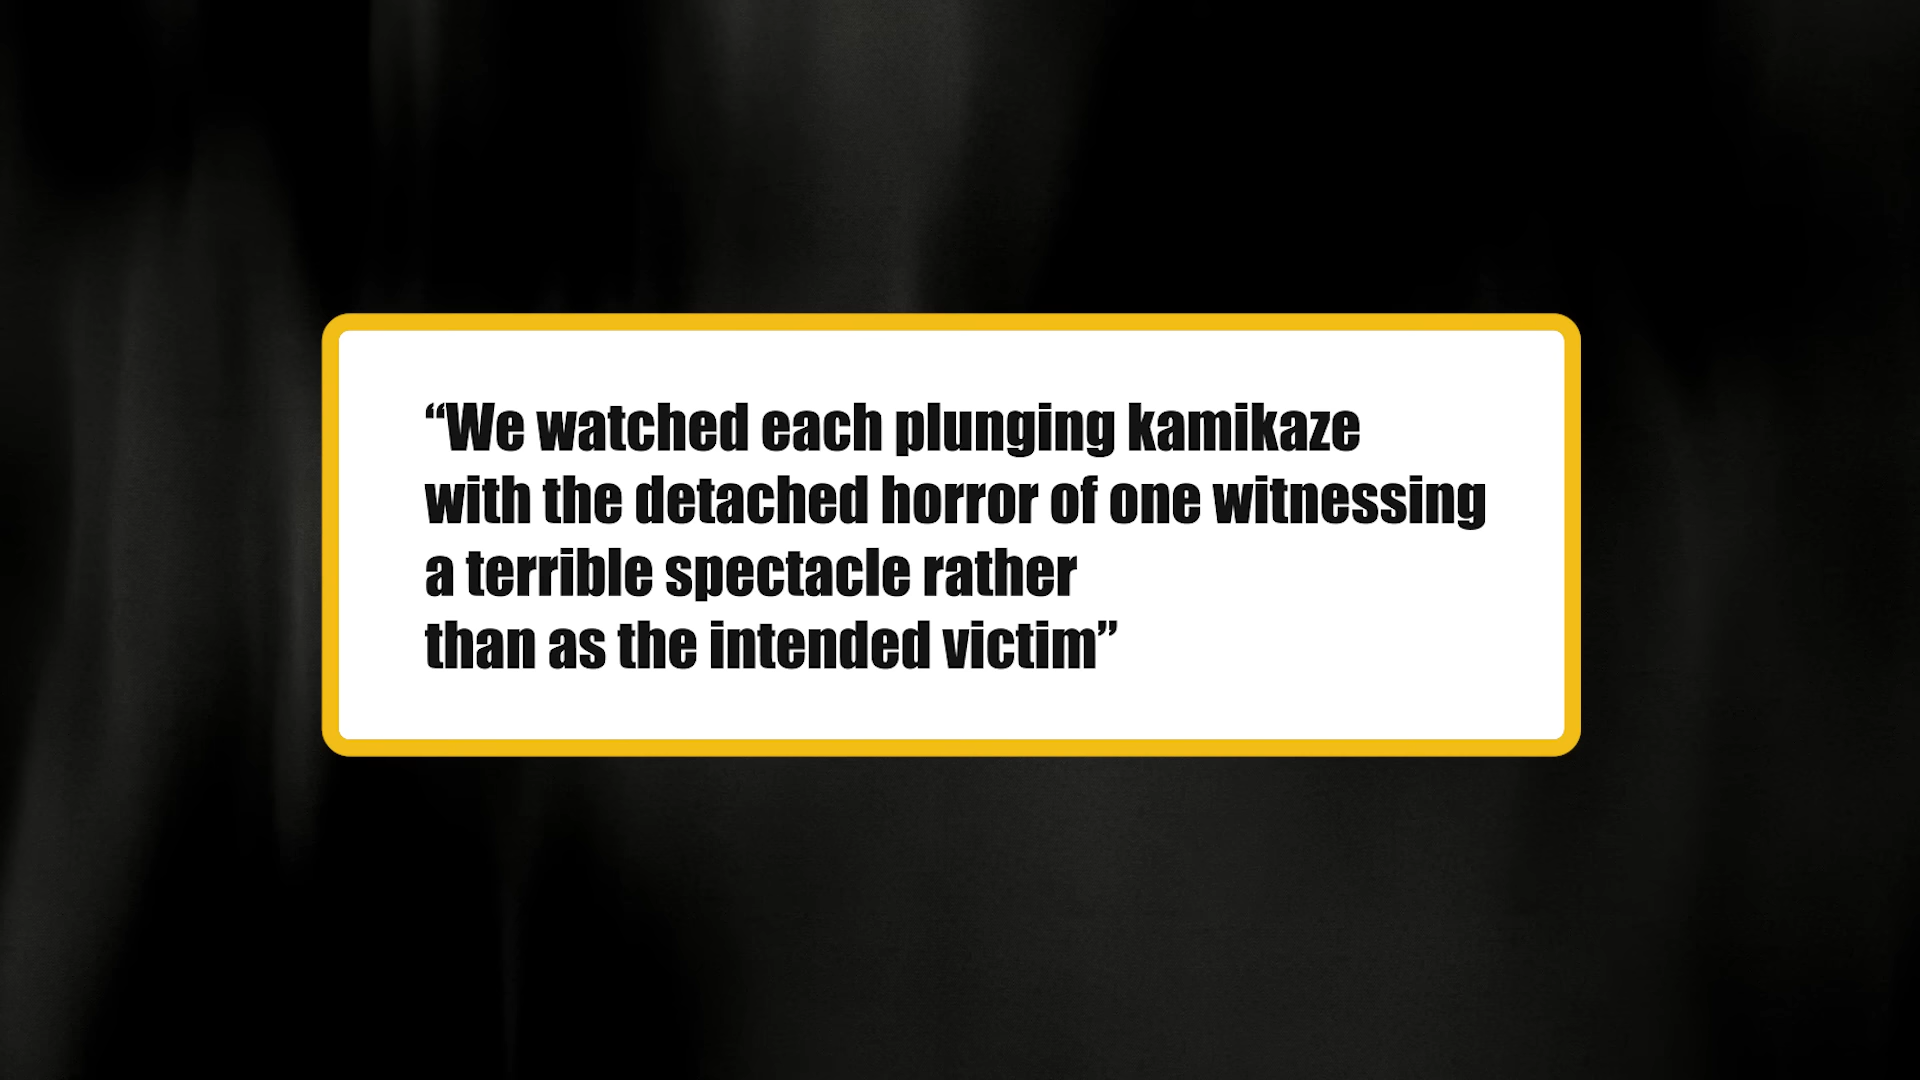 “We watched each plunging kamikaze
with the detached horror of one witnessing
a terrible spectacle rather
than as the intended victim”